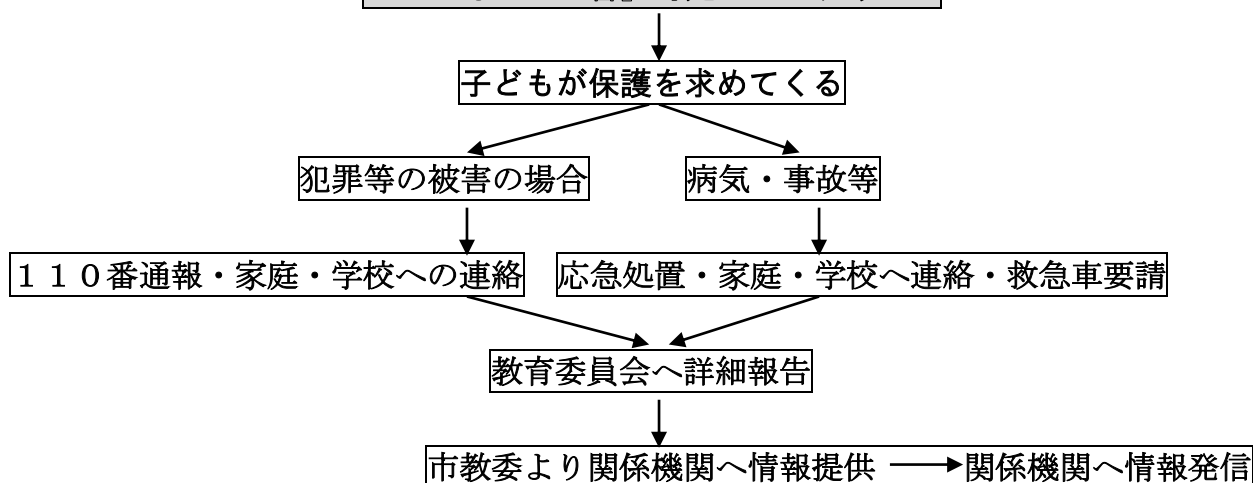 子どもが保護を求めてくる
犯罪等の被害の場合
病気・事故等
１１０番通報・家庭・学校への連絡
応急処置・家庭・学校へ連絡・救急車要請
教育委員会へ詳細報告
市教委より関係機関へ情報提供
関係機関へ情報発信